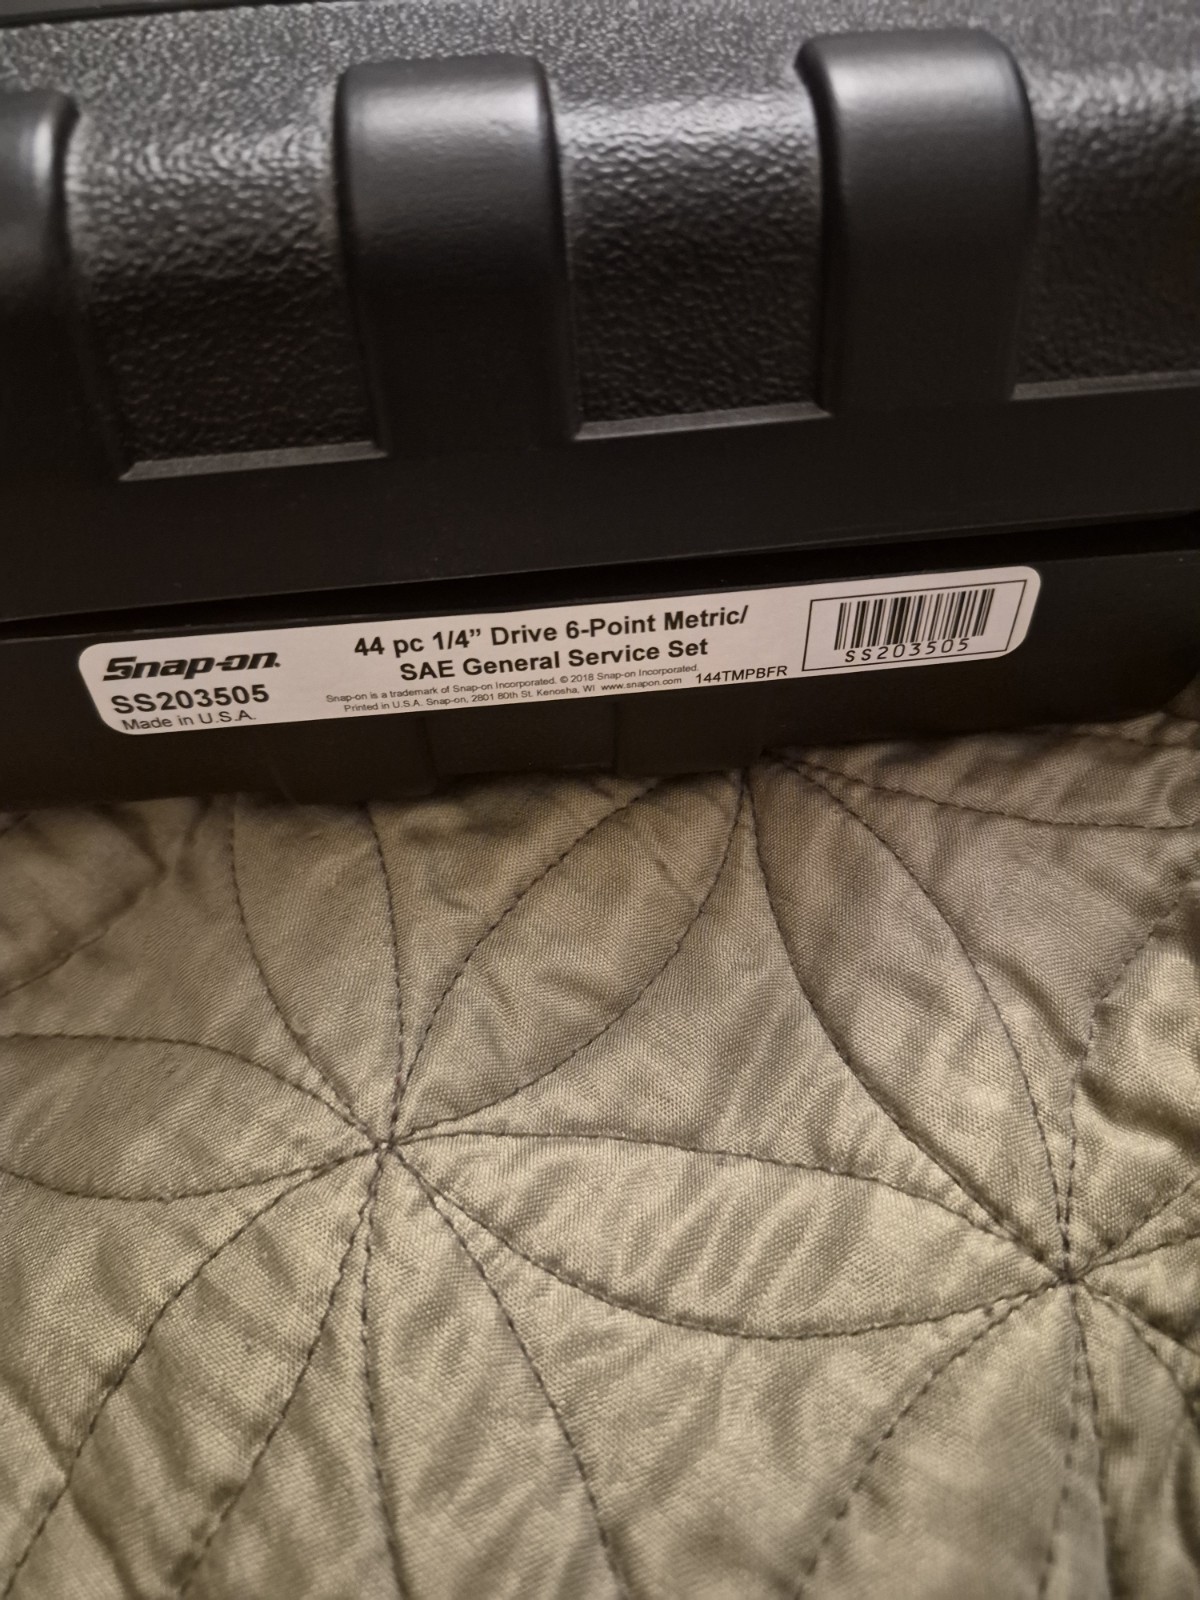 Snap-on.
SS203505
Made in U.S.A.
44 pc 1/4” Drive 6-Point Metric/
SAE General Service Set
Snap-on is a trademark of Snap-on Incorporated. © 2018 Snap-on Incorporated.
Printed in U.S.A. Snap-on, 2801 80th St. Kenosha, WI www.snapon.com
144TMPBFR
SS203505